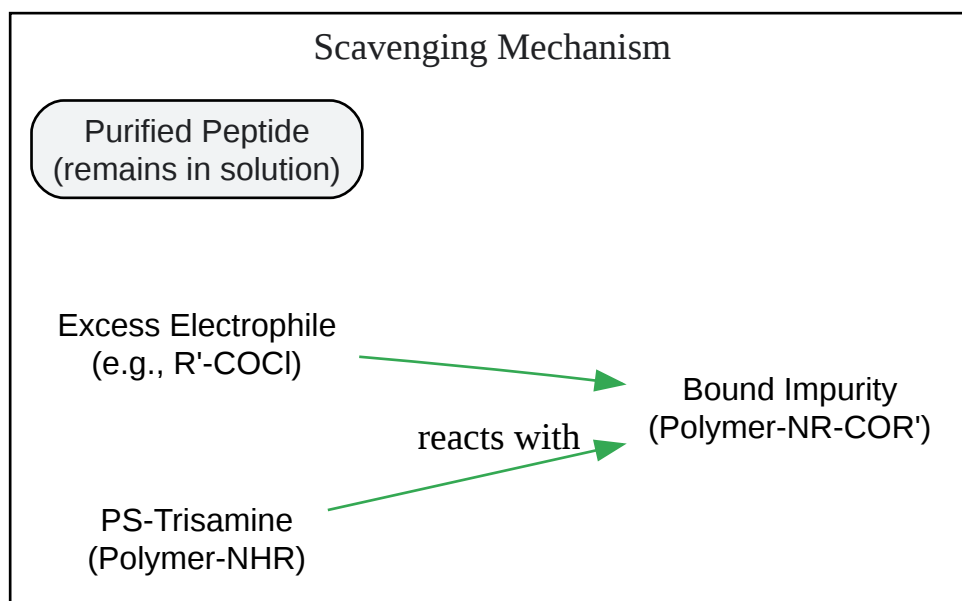 Scavenging Mechanism
Purified Peptide
(remains in solution)
Excess Electrophile
(e.g., R'-COCl)
Bound Impurity
(Polymer-NR-COR')
reacts with
PS-Trisamine
(Polymer-NHR)